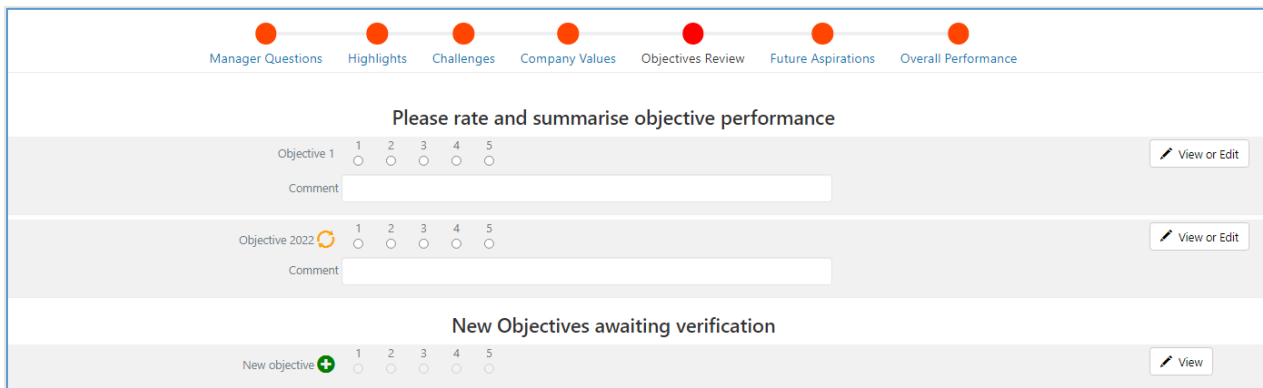 Manager Questions Highlights Challenges Company Values Objectives Review Future Aspirations Overall Performance
Please rate and summarise objective performance
1 2 3 4 5
Objective 1
View or Edit
Comment
1 2 3 4 5
Objective 2022
View or Edit
Comment
New Objectives awaiting verification
1 2 3 4 5
New objective
View